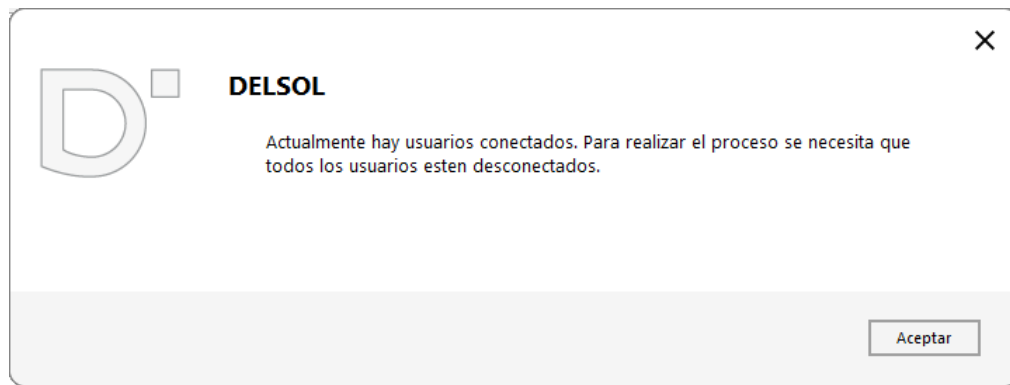 DELSOL
Actualmente hay usuarios conectados. Para realizar el proceso se necesita que
todos los usuarios esten desconectados.
Aceptar